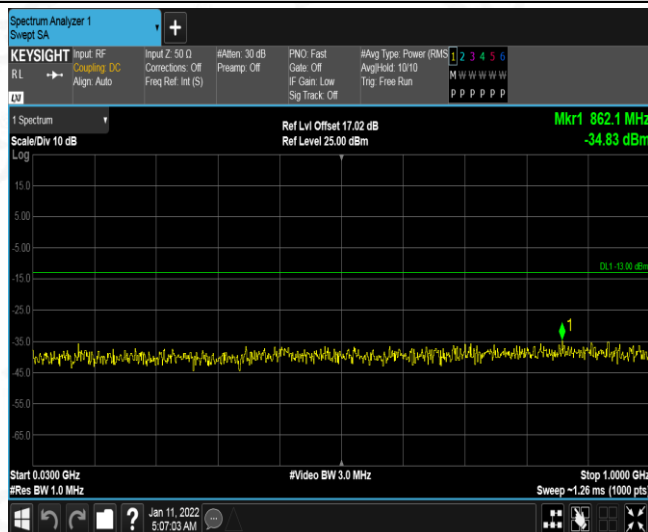 Spectrum Analyzer 1
Swept SA
+
KEYSIGHT
RL
LXI
Input: RF
Coupling: DC
Align: Auto
Input Z: 50 Ω
Corrections: Off
Freq Ref: Int (S)
#Atten: 30 dB
Preamp: Off
PNO: Fast
Gate: Off
IF Gain: Low
Sig Track: Off
#Avg Type: Power (RMS
Avg|Hold: 10/10
Trig: Free Run
1 2 3 4 5 6
M W W W W W
P P P P P P
1 Spectrum
Scale/Div 10 dB
Log
Ref Lvl Offset 17.02 dB
Ref Level 25.00 dBm
Mkr1 862.1 MHz
-34.83 dBm
15.0
5.00
-5.00
DL1 -13.00 dBm
-15.0
-25.0
1
-35.0
-45.0
-55.0
-65.0
Start 0.0300 GHz
#Res BW 1.0 MHz
#Video BW 3.0 MHz
Stop 1.0000 GHz
Sweep ~1.26 ms (1000 pts)
?
Jan 11, 2022
5:07:03 AM